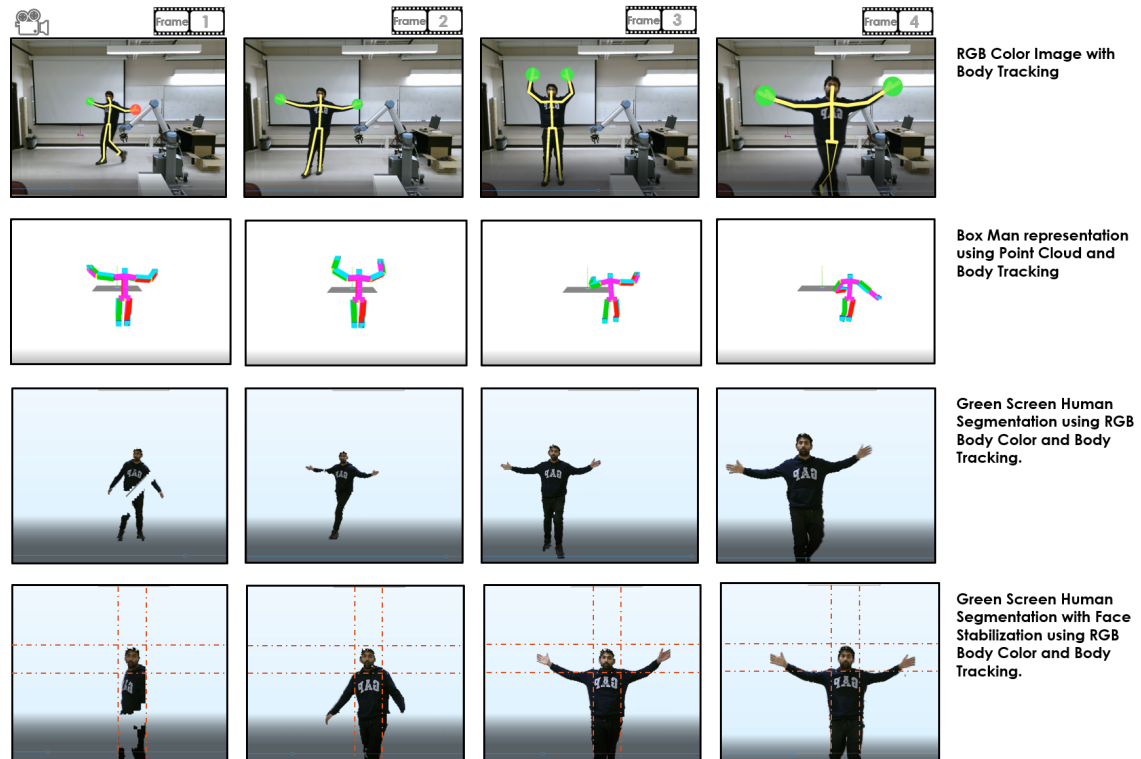 Frame 1
Frame 2
Frame 3
Frame 4
RGB Color Image with
Body Tracking
Box Man representation
using Point Cloud and
Body Tracking
Green Screen Human
Segmentation using RGB
Body Color and Body
Tracking.
GAP
GAP
GAP
GAP
Green Screen Human
Segmentation with Face
Stabilization using RGB
Body Color and Body
Tracking.
GAP
GAP
GAP